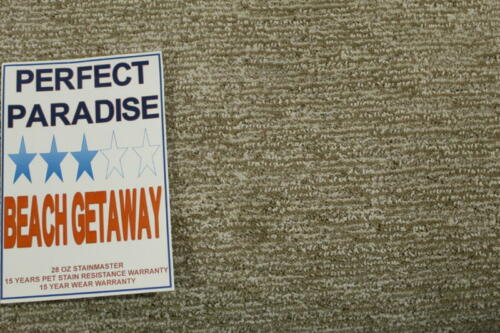 PERFECT
PARADISE
BEACH GETAWAY
28 OZ STAINMASTER
15 YEARS PET STAIN RESISTANCE WARRANTY
15 YEAR WEAR WARRANTY